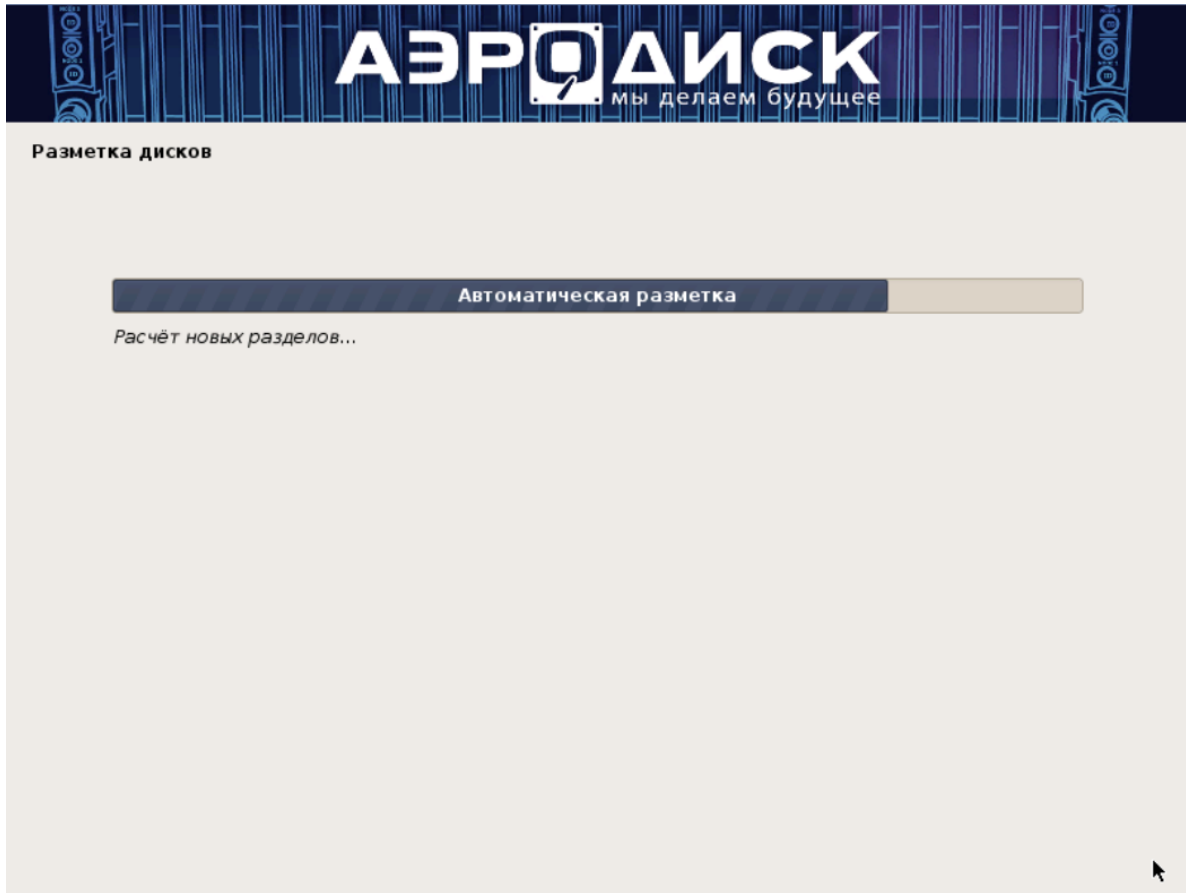 АЭРОДИСК
мы делаем будущее
Разметка дисков
Автоматическая разметка
Расчёт новых разделов...